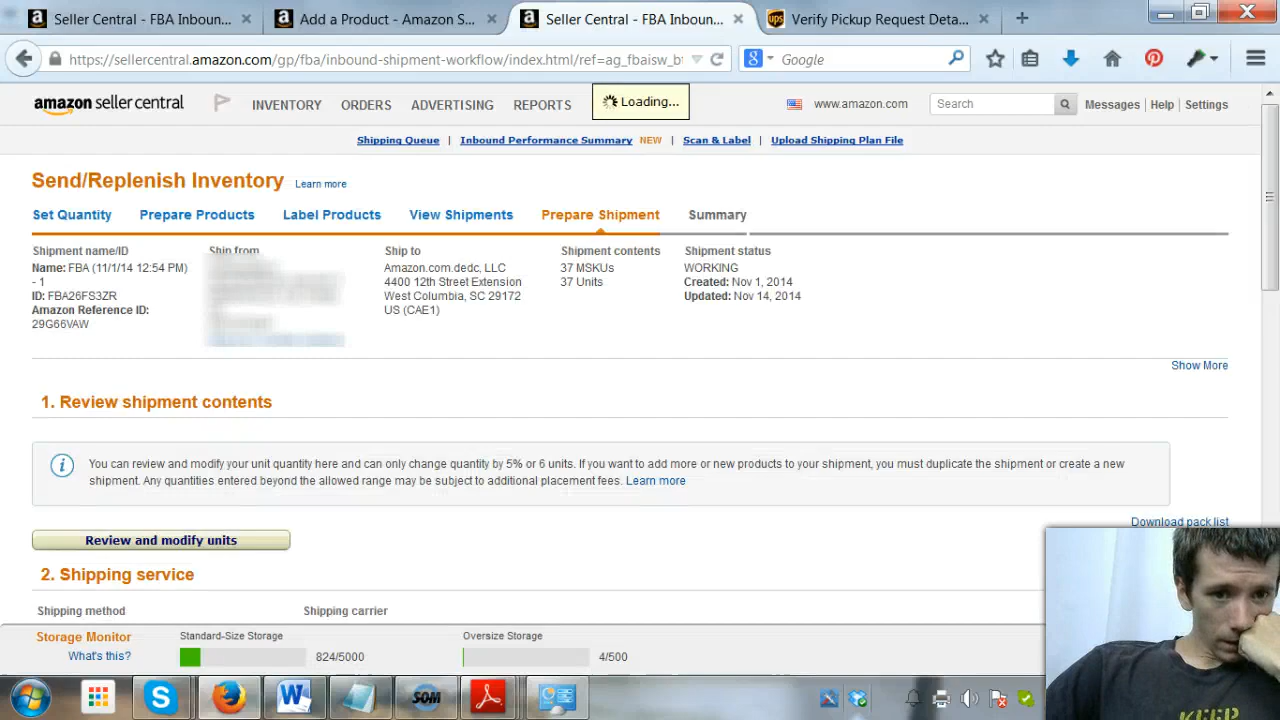 Seller Central - FBA Inboun... × Add a Product - Amazon S... × Seller Central - FBA Inboun... × Verify Pickup Request Deta... ×
https://sellercentral.amazon.com/gp/fba/inbound-shipment-workflow/index.html/ref=ag_fbaisw_bt Google
amazon seller central INVENTORY ORDERS ADVERTISING REPORTS Loading... www.amazon.com Search Messages | Help | Settings
Shipping Queue | Inbound Performance Summary NEW | Scan & Label | Upload Shipping Plan File
Send/Replenish Inventory Learn more
Set Quantity Prepare Products Label Products View Shipments Prepare Shipment Summary
Shipment name/ID Ship from Ship to Shipment contents Shipment status
Name: FBA (11/1/14 12:54 PM) Amazon.com.dedc, LLC 37 MSKUs WORKING
- 1 4400 12th Street Extension 37 Units Created: Nov 1, 2014
ID: FBA26FS3ZR West Columbia, SC 29172 Updated: Nov 14, 2014
Amazon Reference ID: US (CAE1)
29G66VAW
Show More
1. Review shipment contents
You can review and modify your unit quantity here and can only change quantity by 5% or 6 units. If you want to add more or new products to your shipment, you must duplicate the shipment or create a new
shipment. Any quantities entered beyond the allowed range may be subject to additional placement fees. Learn more
Download pack list
Review and modify units
2. Shipping service
Shipping method Shipping carrier
Storage Monitor Standard-Size Storage Oversize Storage
What's this? 824/5000 4/500
SOM
KEEP